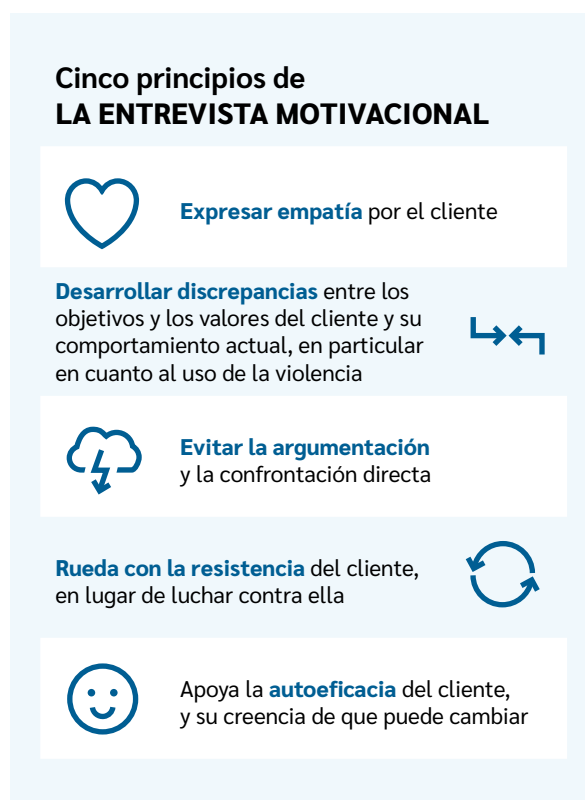 Cinco principios de
LA ENTREVISTA MOTIVACIONAL
Expresar empatía por el cliente
Desarrollar discrepancias entre los
objetivos y los valores del cliente y su
comportamiento actual, en particular
en cuanto al uso de la violencia
Evitar la argumentación
y la confrontación directa
Rueda con la resistencia del cliente,
en lugar de luchar contra ella
Apoya la autoeficacia del cliente,
y su creencia de que puede cambiar